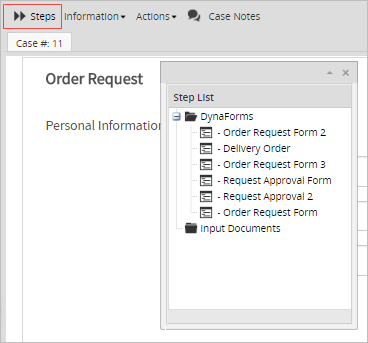 Steps Information Actions Case Notes
Case #: 11
Order Request
Personal Information
Step List
DynaForms
- Order Request Form 2
- Delivery Order
- Order Request Form 3
- Request Approval Form
- Request Approval 2
- Order Request Form
Input Documents